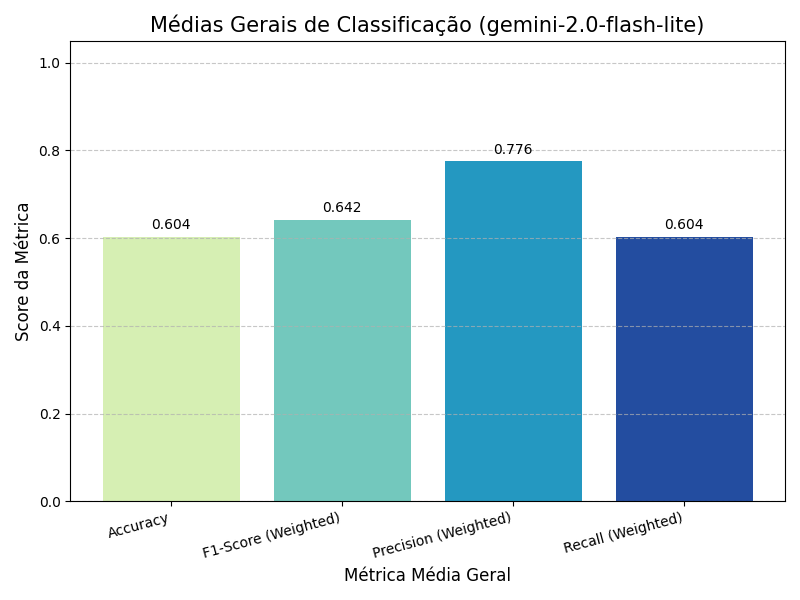 Médias Gerais de Classificação (gemini-2.0-flash-lite)
1.0
0.8
0.6
0.4
0.2
0.0
Score da Métrica
0.604
0.642
0.776
0.604
Accuracy
F1-Score (Weighted)
Precision (Weighted)
Recall (Weighted)
Métrica Média Geral